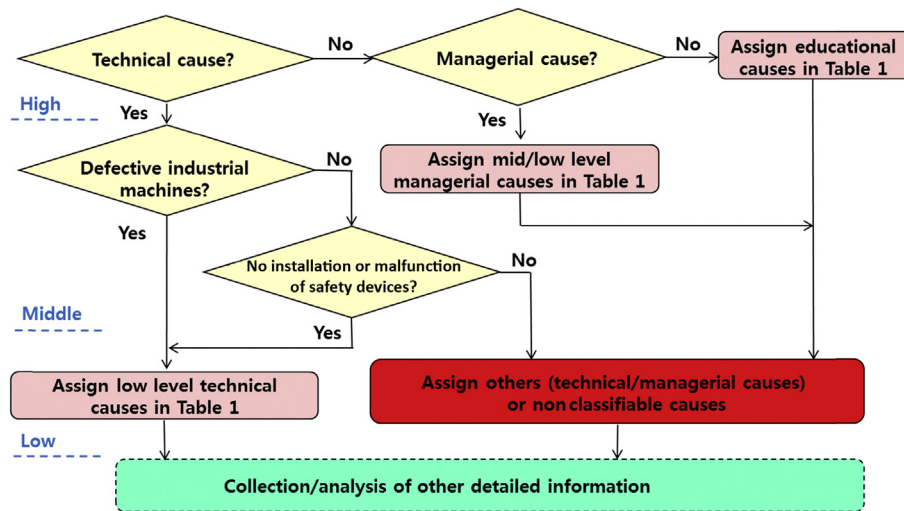 Technical cause?
No
Managerial cause?
No
Assign educational
causes in Table 1
High
Yes
Yes
Defective industrial
machines?
No
Assign mid/low level
managerial causes in Table 1
Yes
No installation or malfunction
of safety devices?
No
Middle
Yes
Assign low level technical
causes in Table 1
Assign others (technical/managerial causes)
or non classifiable causes
Low
Collection/analysis of other detailed information